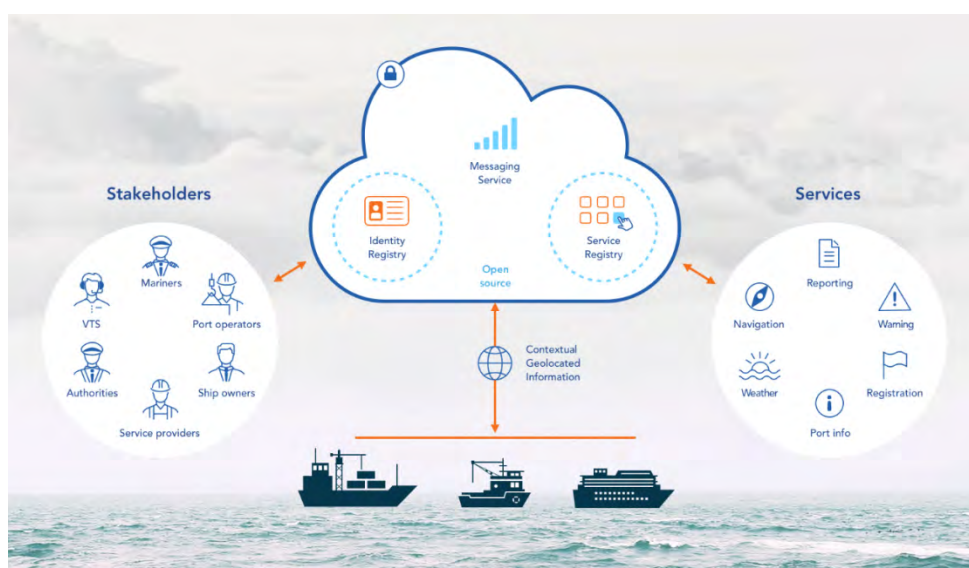 Messaging
Service
Stakeholders
Services
Identity
Registry
Service
Registry
Open
source
Mariners
VTS
Port operators
Authorities
Ship owners
Service providers
Contextual
Geolocated
Information
Reporting
Navigation
Warning
Weather
Registration
Port info